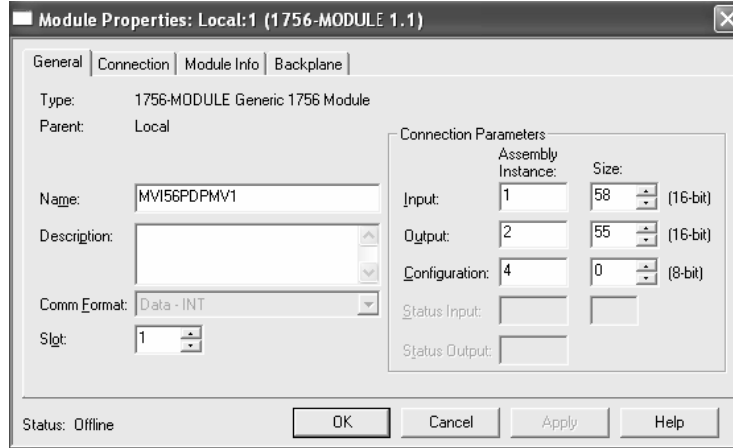 Module Properties: Local:1 (1756-MODULE 1.1)
General Connection Module Info Backplane
Type: 1756-MODULE Generic 1756 Module
Parent: Local
Connection Parameters
Assembly
Instance: Size:
Name: MVI56PDPMV1
Input: 1 58 (16-bit)
Description:
Output: 2 55 (16-bit)
Configuration: 4 0 (8-bit)
Comm Format: Data - INT
Status Input:
Slot: 1
Status Output:
Status: Offline OK Cancel Apply Help